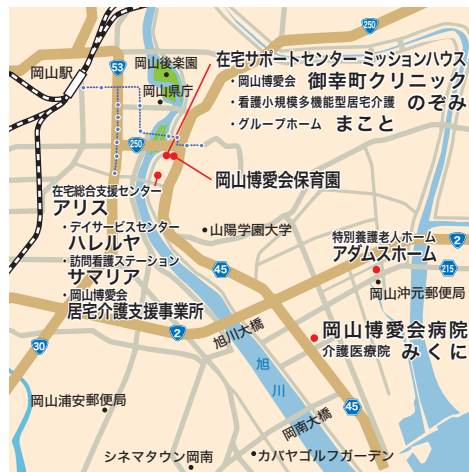 250
岡山駅
53
岡山後楽園
岡山県庁
在宅サポートセンター ミッションハウス
・岡山博愛会 御幸町クリニック
・看護小規模多機能型居宅介護 のぞみ
・グループホーム まこと
250
岡山博愛会保育園
在宅総合支援センター
アリス
・デイサービスセンター
ハレルヤ
・訪問看護ステーション
サマリア
・岡山博愛会
居宅介護支援事業所
山陽学園大学
特別養護老人ホーム
アダムスホーム
2
45
215
岡山沖元郵便局
2
旭川大橋
30
岡山博愛会病院
介護医療院 みくに
旭川
岡山浦安郵便局
45
岡南大橋
シネマタウン岡南
カバヤゴルフガーデン